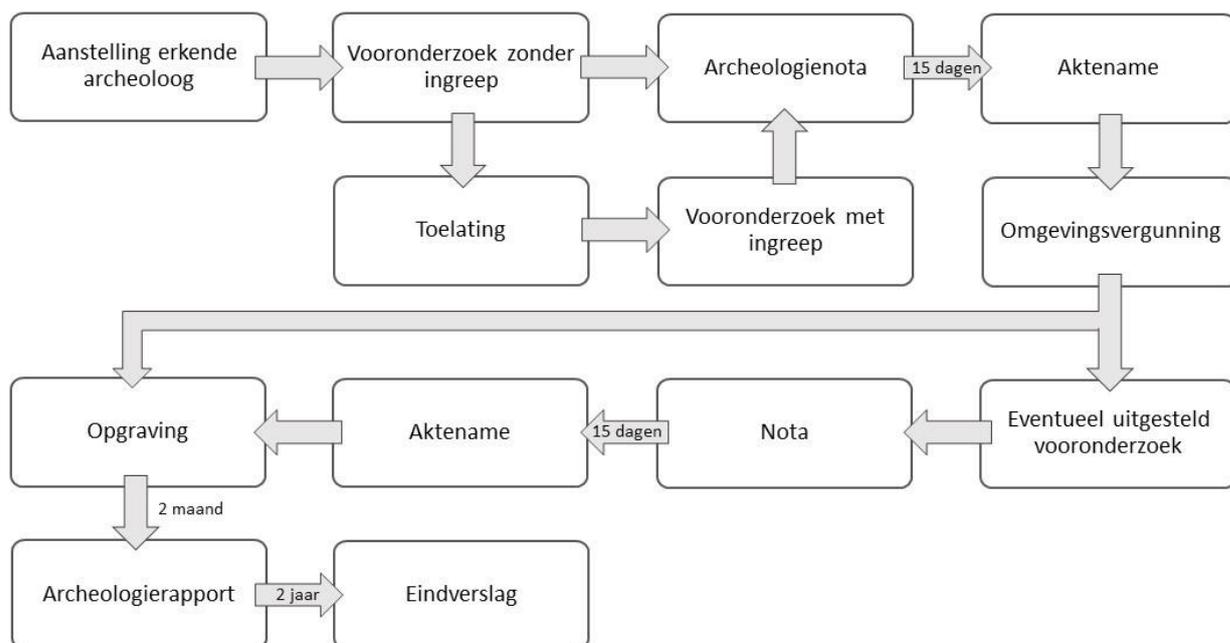 Aanstelling erkende
archeoloog
Vooronderzoek zonder
ingreep
Archeologienota
15 dagen
Aktename
Toelating
Vooronderzoek met
ingreep
Omgevingsvergunning
Opgraving
Aktename
15 dagen
Nota
Eventueel uitgesteld
vooronderzoek
2 maand
Archeologierapport
2 jaar
Eindverslag